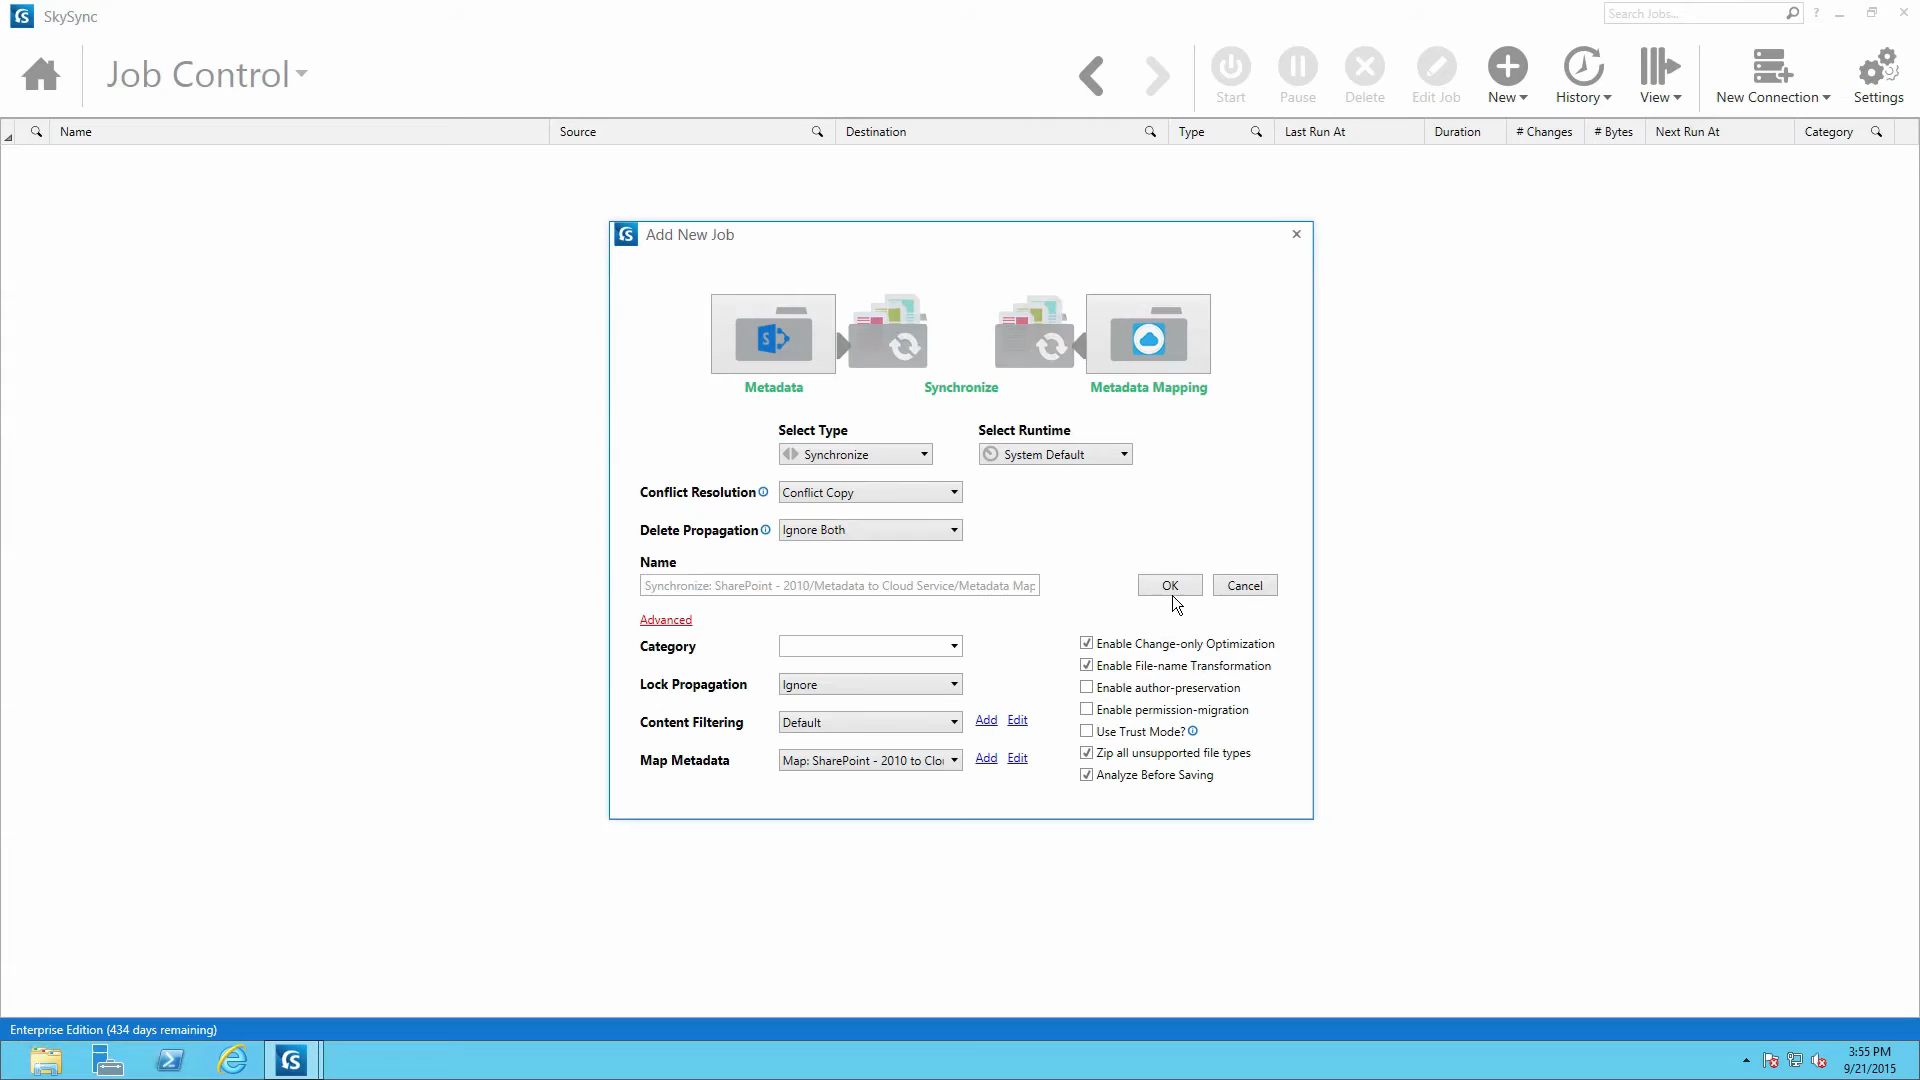 SkySync
Search Jobs...
?
Job Control
Start
Pause
Delete
Edit Job
New
History
View
New Connection
Settings
Name
Source
Destination
Type
Last Run At
Duration
# Changes
# Bytes
Next Run At
Category
Add New Job
Metadata
Synchronize
Metadata Mapping
Select Type
Select Runtime
Synchronize
System Default
Conflict Resolution
Conflict Copy
Delete Propagation
Ignore Both
Name
Synchronize: SharePoint - 2010/Metadata to Cloud Service/Metadata Map
OK
Cancel
Advanced
Category
Enable Change-only Optimization
Enable File-name Transformation
Lock Propagation
Ignore
Enable author-preservation
Enable permission-migration
Content Filtering
Default
Add
Edit
Use Trust Mode?
Zip all unsupported file types
Map Metadata
Map: SharePoint - 2010 to Clo
Add
Edit
Analyze Before Saving
Enterprise Edition (434 days remaining)
3:55 PM
9/21/2015